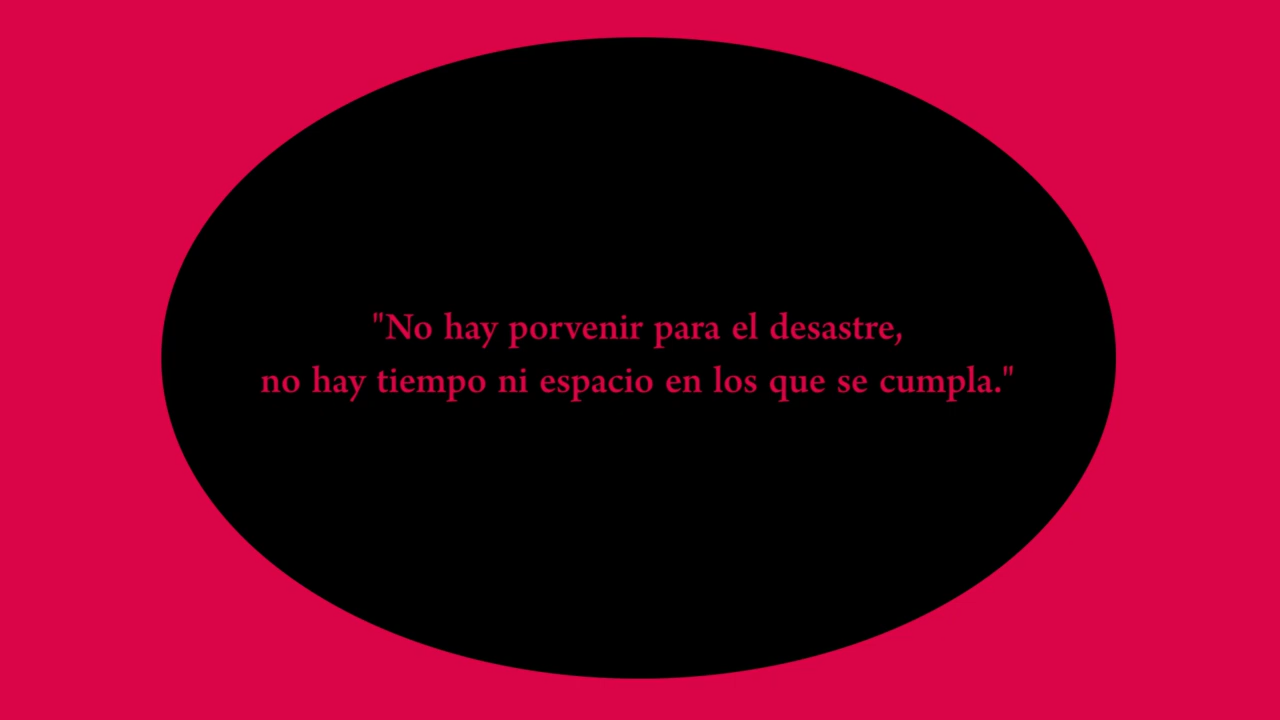 "No hay porvenir para el desastre,
no hay tiempo ni espacio en los que se cumpla."